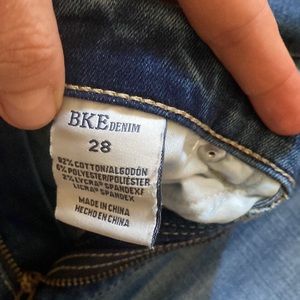 BKE DENIM
28
92% COTTON/ALGODÓN
6% POLYESTER/POLIÉSTER
2% LYCRA® SPANDEX/
LICRA® SPANDEX
MADE IN CHINA
HECHO EN CHINA